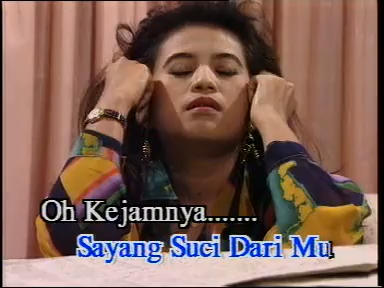 Oh Kejamnya.......
Sayang Suci Dari Mu